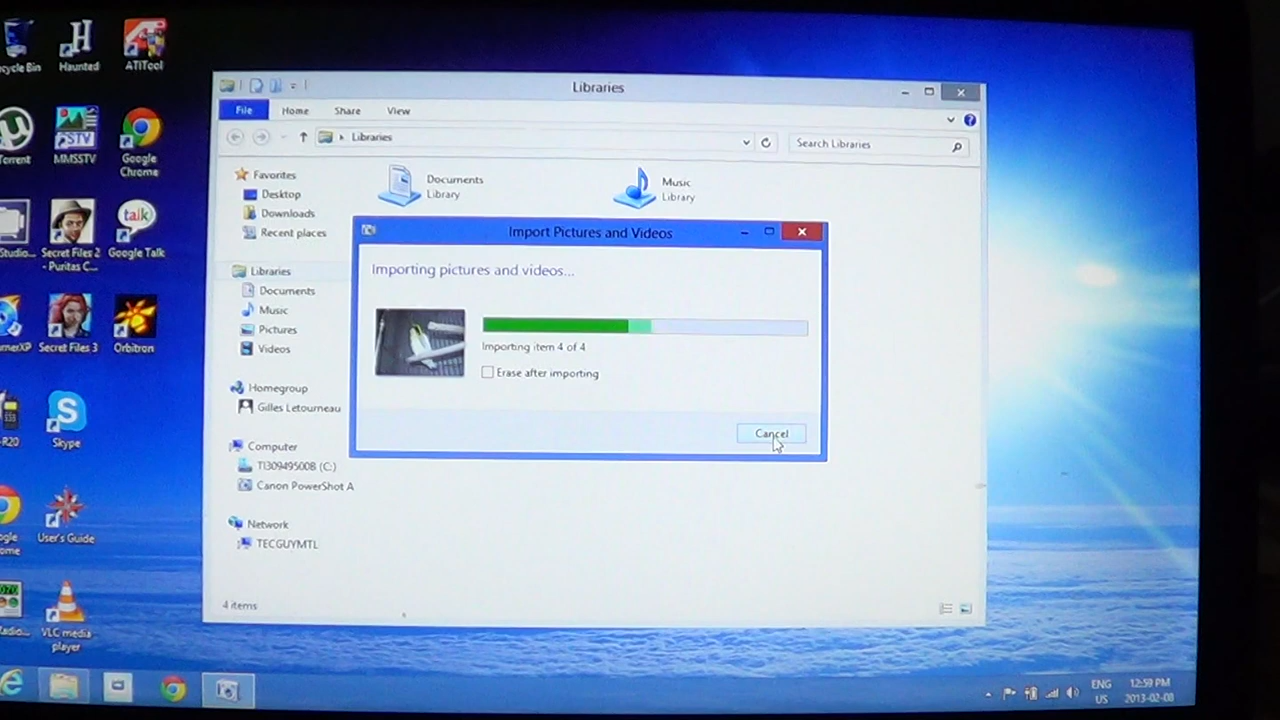 cycle Bin
Haunted
ATITool
Torrent
MMSSTV
Google
Chrome
Studio...
Secret Files 2
- Puritas C...
talk
Google Talk
Secret Files 3
Orbitron
-R20
Skype
User's Guide
VLC media
player
Libraries
File
Home
Share
View
Libraries
Search Libraries
Favorites
Desktop
Downloads
Recent places
Libraries
Documents
Music
Pictures
Videos
Homegroup
Gilles Letourneau
Computer
TI30949500B (C:)
Canon PowerShot A
Network
TECGUYMTL
4 items
Documents
Library
Music
Library
Import Pictures and Videos
Importing pictures and videos...
Importing item 4 of 4
Erase after importing
Cancel
ENG
US
12:59 PM
2013-02-08